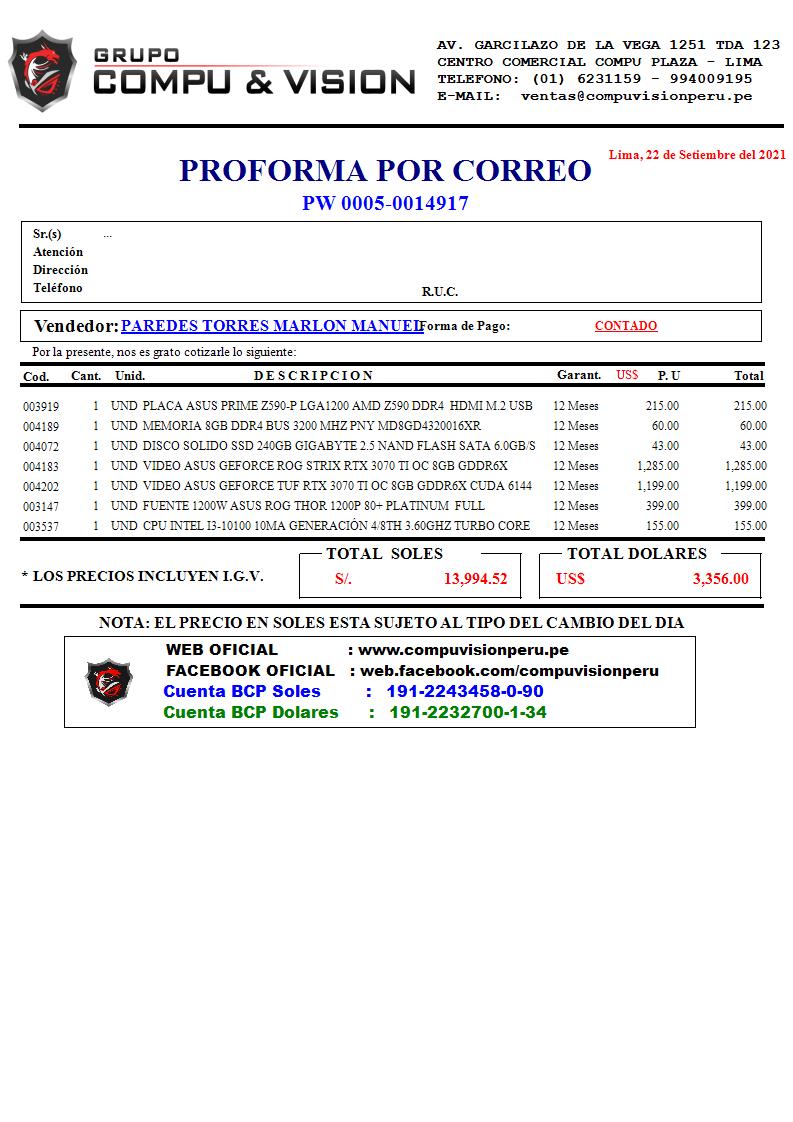 GRUPO
COMPU & VISION
AV. GARCILAZO DE LA VEGA 1251 TDA 123
CENTRO COMERCIAL COMPU PLAZA - LIMA
TELEFONO: (01) 6231159 - 994009195
E-MAIL: ventas@compuvisionperu.pe
Lima, 22 de Setiembre del 2021
PROFORMA POR CORREO
PW 0005-0014917
Sr.(s) ...
Atención
Dirección
Teléfono R.U.C.
Vendedor: PAREDES TORRES MARLON MANUEL Forma de Pago: CONTADO
Por la presente, nos es grato cotizarle lo siguiente:
Cod. Cant. Unid. DESCRIPCION Garant. US$ P. U Total
003919 1 UND PLACA ASUS PRIME Z590-P LGA1200 AMD Z590 DDR4 HDMI M.2 USB 12 Meses 215.00 215.00
004189 1 UND MEMORIA 8GB DDR4 BUS 3200 MHZ PNY MD8GD4320016XR 12 Meses 60.00 60.00
004072 1 UND DISCO SOLIDO SSD 240GB GIGABYTE 2.5 NAND FLASH SATA 6.0GB/S 12 Meses 43.00 43.00
004183 1 UND VIDEO ASUS GEFORCE ROG STRIX RTX 3070 TI OC 8GB GDDR6X 12 Meses 1,285.00 1,285.00
004202 1 UND VIDEO ASUS GEFORCE TUF RTX 3070 TI OC 8GB GDDR6X CUDA 6144 12 Meses 1,199.00 1,199.00
003147 1 UND FUENTE 1200W ASUS ROG THOR 1200P 80+ PLATINUM FULL 12 Meses 399.00 399.00
003537 1 UND CPU INTEL I3-10100 10MA GENERACIÓN 4/8TH 3.60GHZ TURBO CORE 12 Meses 155.00 155.00
TOTAL SOLES TOTAL DOLARES
* LOS PRECIOS INCLUYEN I.G.V. S/. 13,994.52 US$ 3,356.00
NOTA: EL PRECIO EN SOLES ESTA SUJETO AL TIPO DEL CAMBIO DEL DIA
WEB OFICIAL : www.compuvisionperu.pe
FACEBOOK OFICIAL : web.facebook.com/compuvisionperu
Cuenta BCP Soles : 191-2243458-0-90
Cuenta BCP Dolares : 191-2232700-1-34